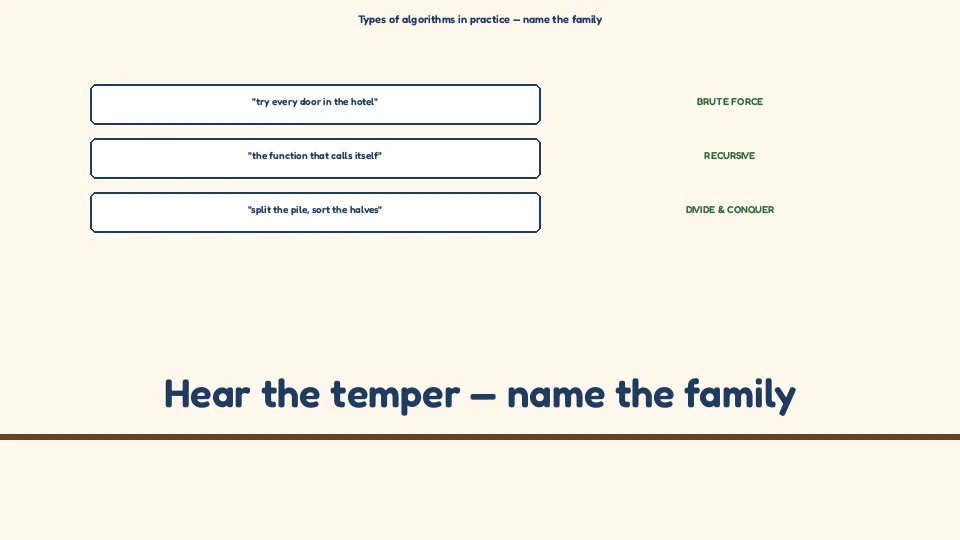 Types of algorithms in practice — name the family
"try every door in the hotel" BRUTE FORCE
"the function that calls itself" RECURSIVE
"split the pile, sort the halves" DIVIDE & CONQUER
Hear the temper — name the family